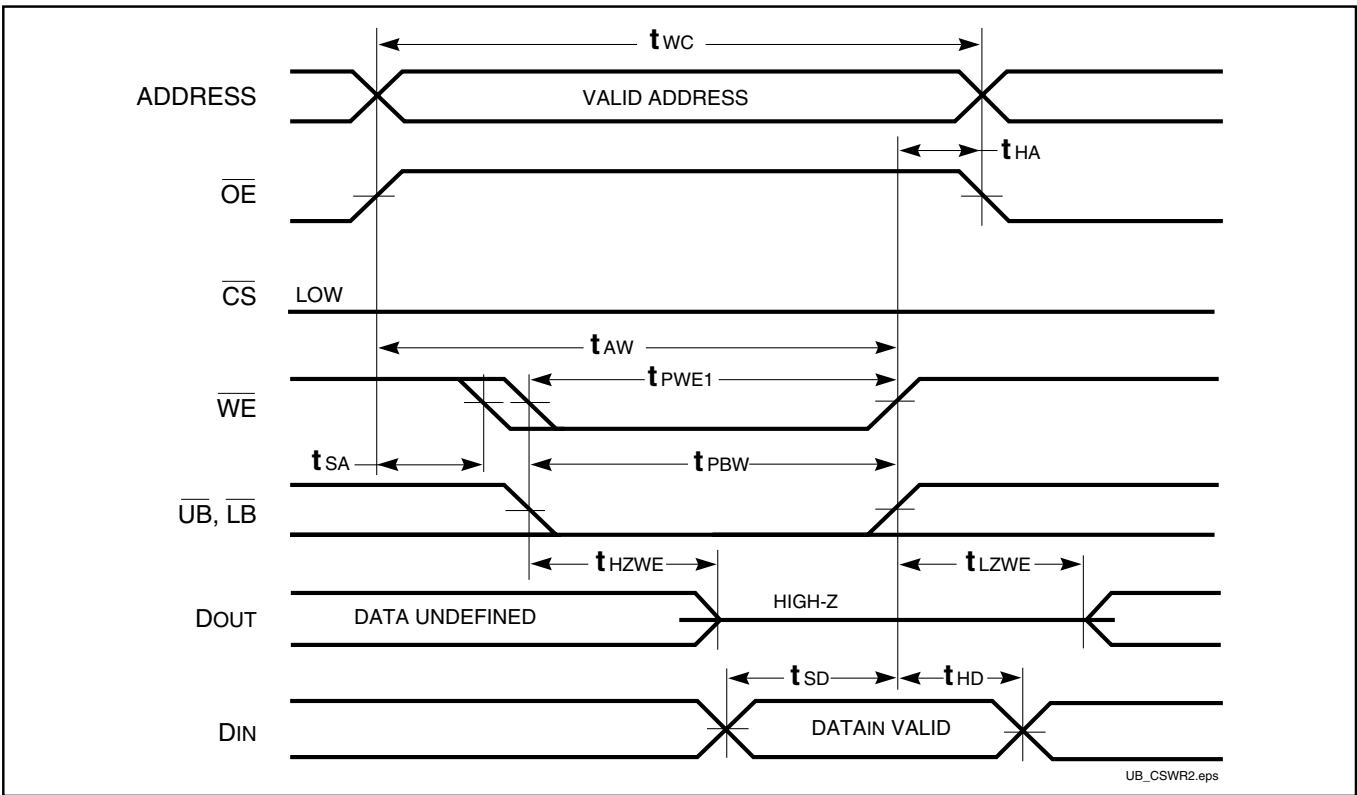 tWC
ADDRESS
VALID ADDRESS
tHA
OE
CS
LOW
tAW
tPWE1
WE
tSA
tPBW
UB, LB
tHZWE
tLZWE
DOUT
DATA UNDEFINED
HIGH-Z
tSD
tHD
DIN
DATAIN VALID
UB_CSWR2.eps